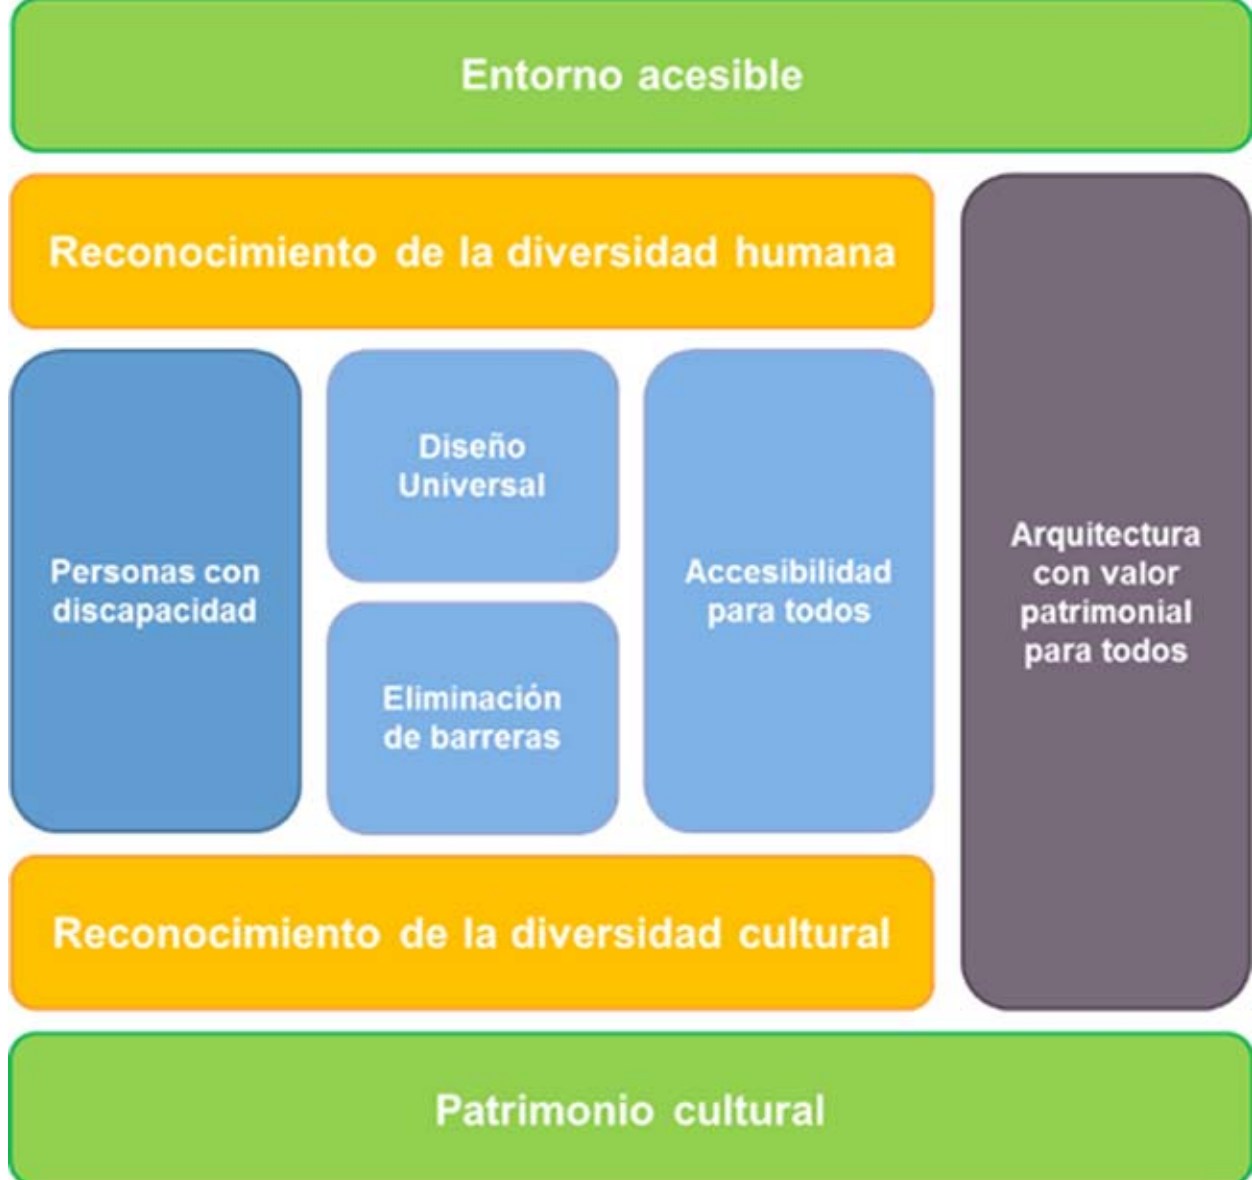 Entorno acesible
Reconocimiento de la diversidad humana
Personas con
discapacidad
Diseño
Universal
Eliminación
de barreras
Accesibilidad
para todos
Arquitectura
con valor
patrimonial
para todos
Reconocimiento de la diversidad cultural
Patrimonio cultural